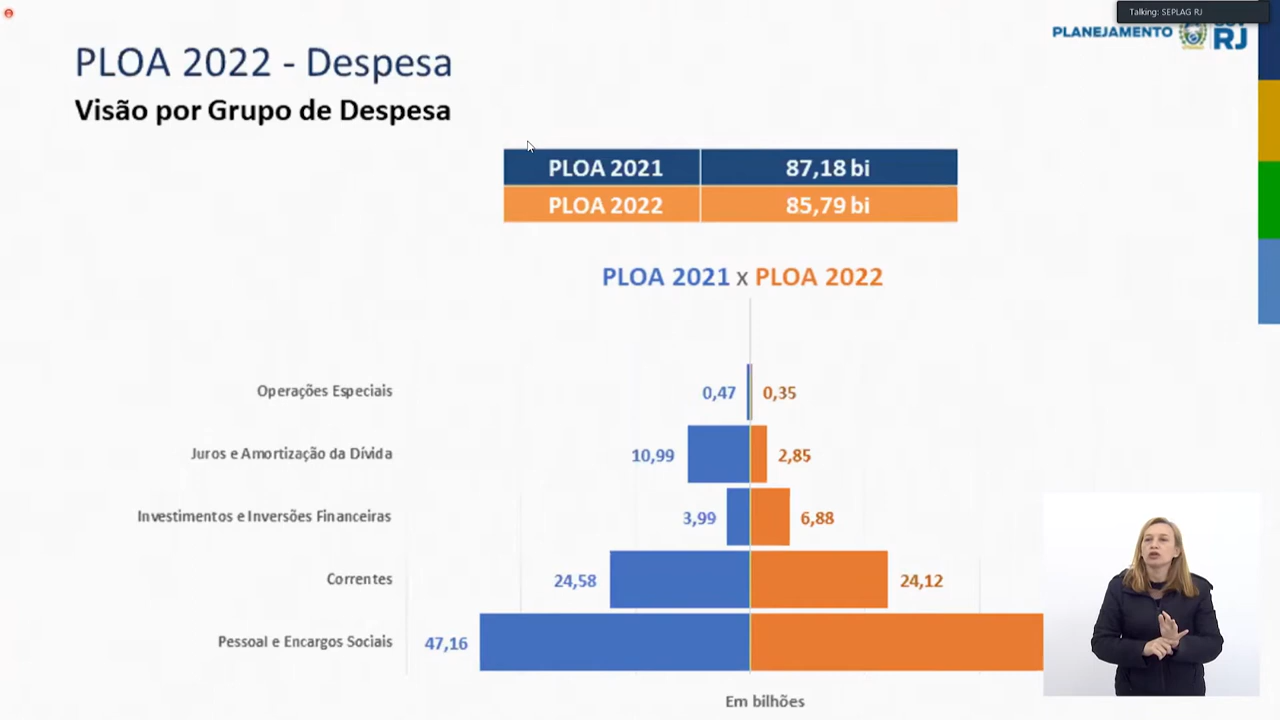 Talking: SEPLAG RJ
PLANEJAMENTO
RJ
PLOA 2022 - Despesa
Visão por Grupo de Despesa
PLOA 2021 87,18 bi
PLOA 2022 85,79 bi
PLOA 2021 x PLOA 2022
Operações Especiais 0,47 0,35
Juros e Amortização da Dívida 10,99 2,85
Investimentos e Inversões Financeiras 3,99 6,88
Correntes 24,58 24,12
Pessoal e Encargos Sociais 47,16
Em bilhões